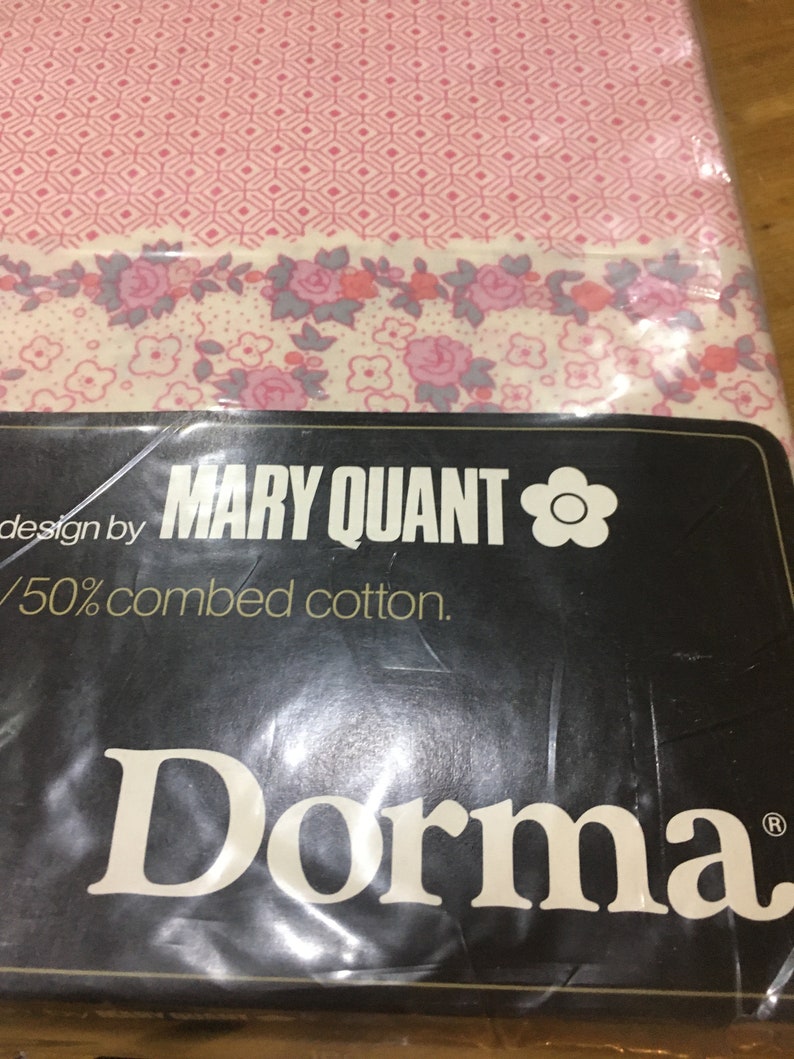 design by MARY QUANT
/50% combed cotton.
Dorma®